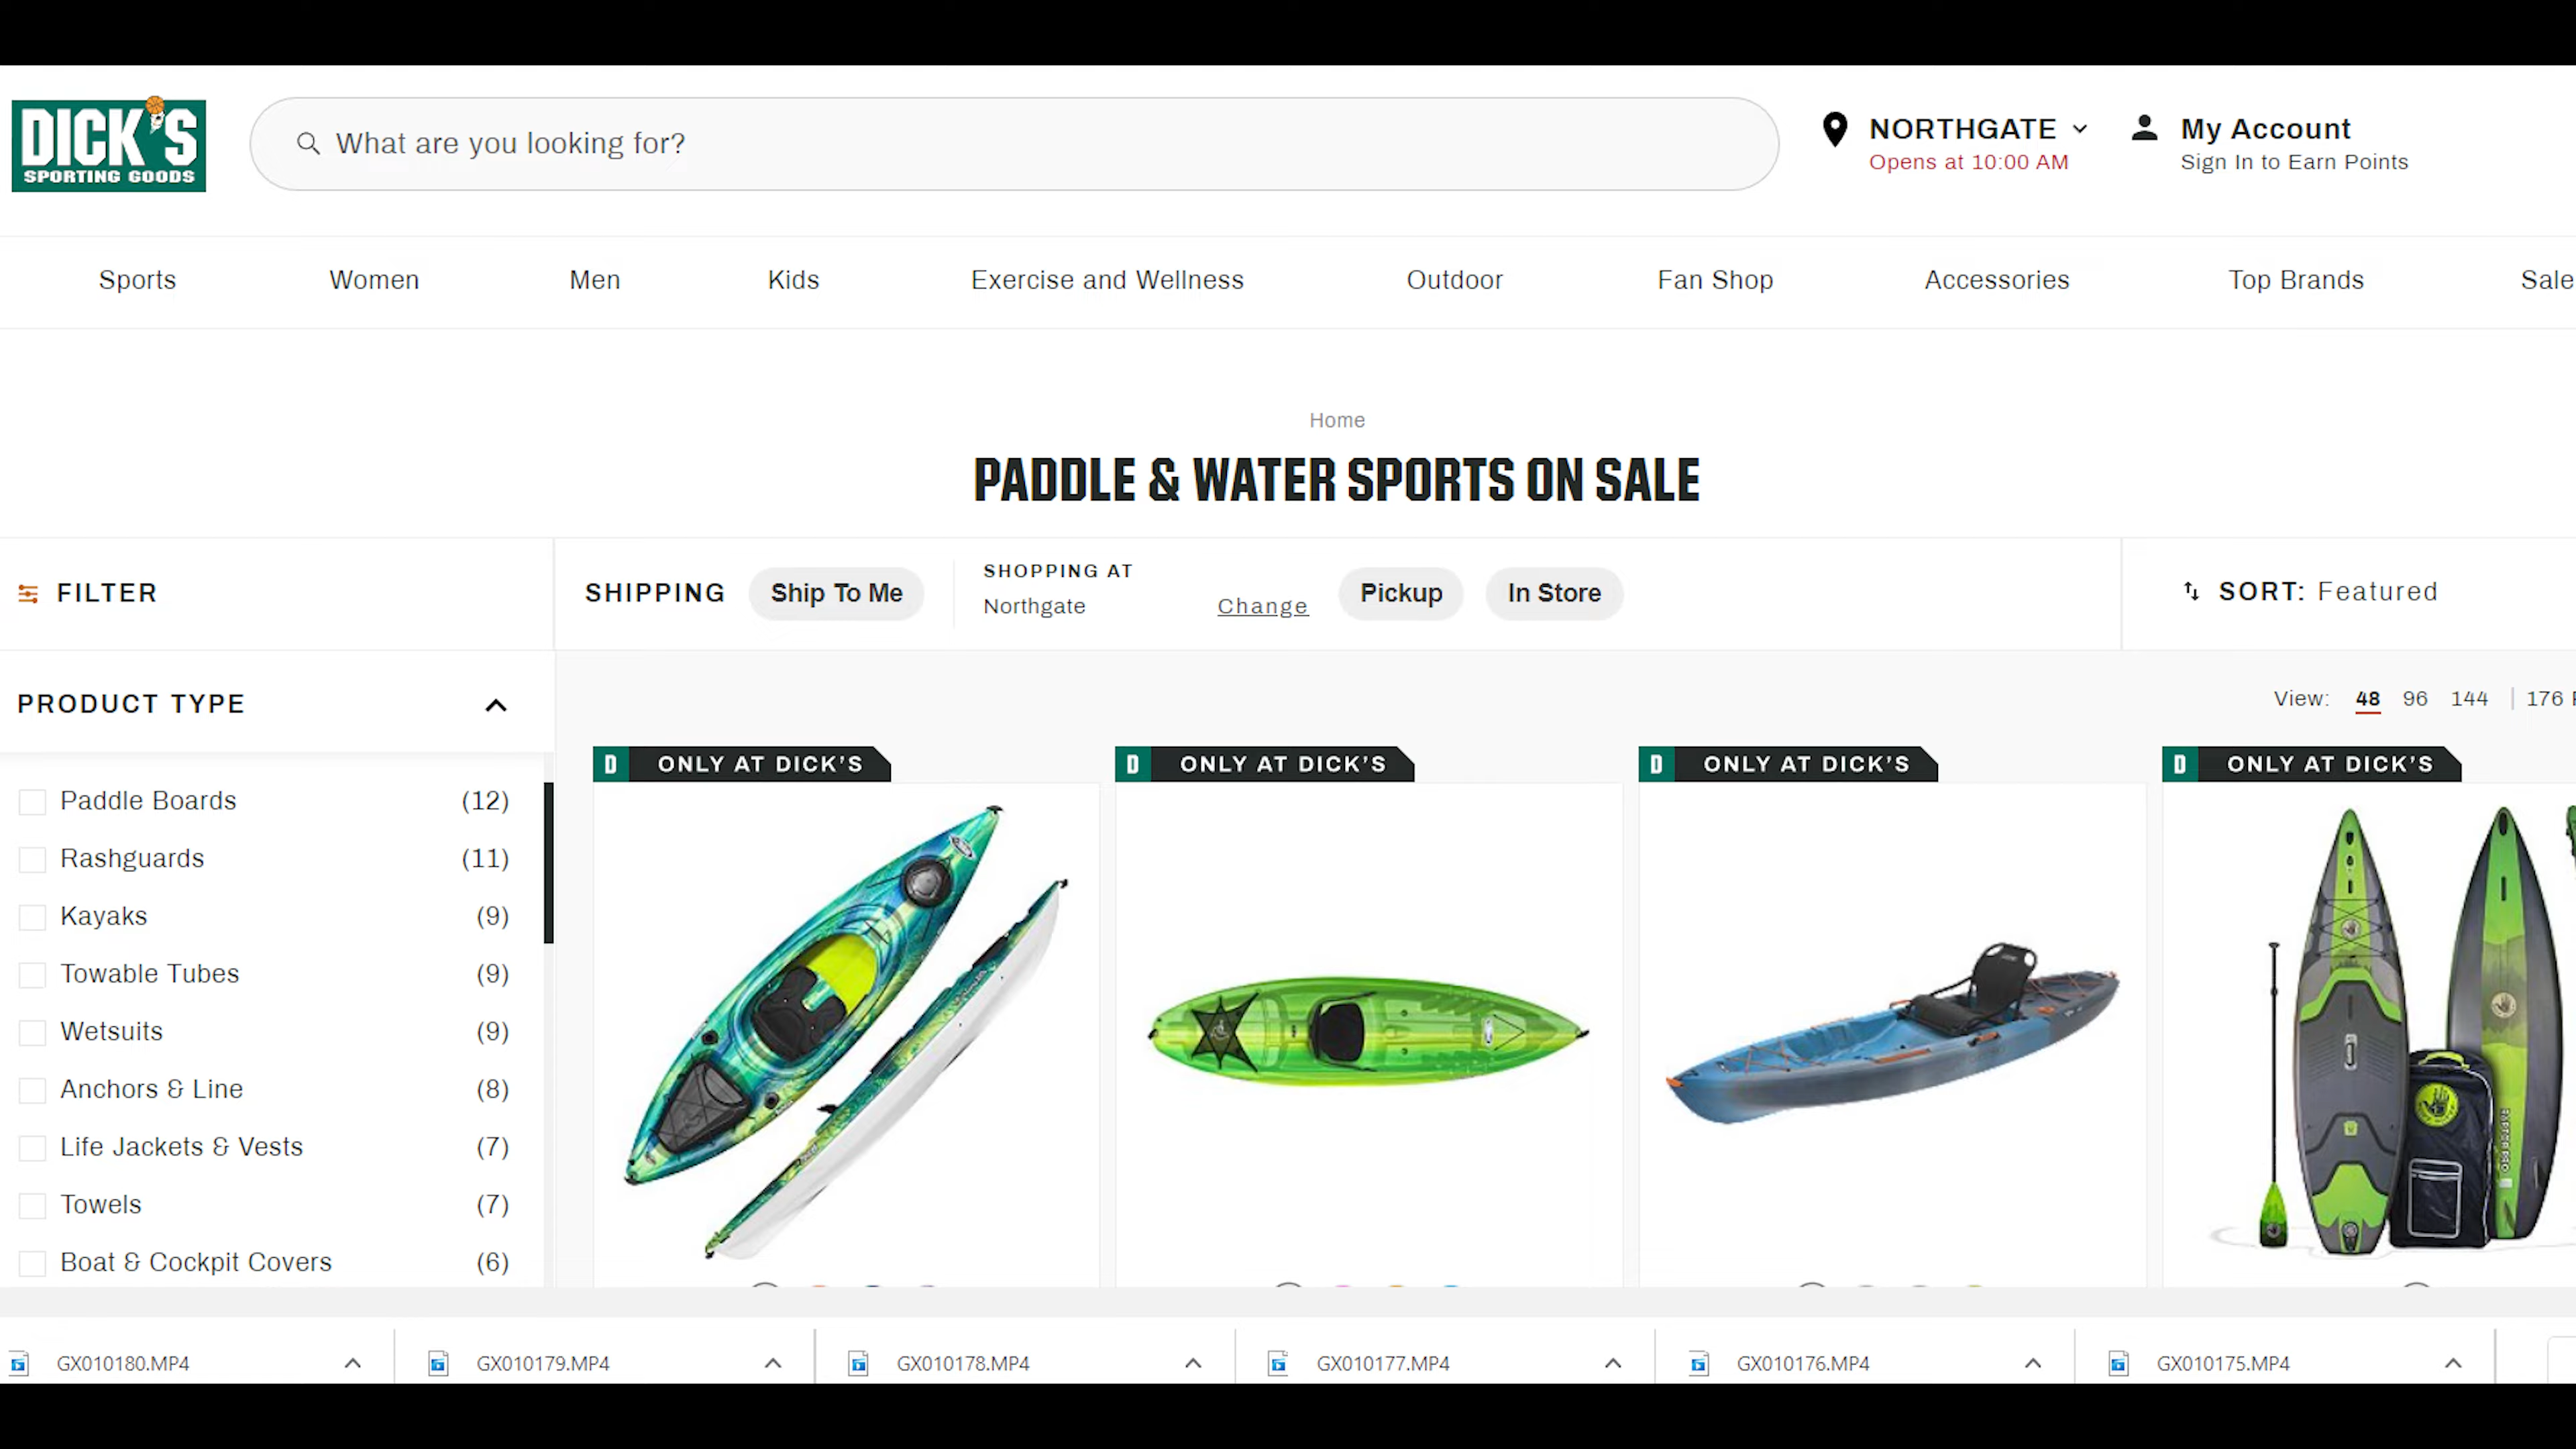 DICK'S
SPORTING GOODS
What are you looking for?
NORTHGATE
Opens at 10:00 AM
My Account
Sign In to Earn Points
Sports
Women
Men
Kids
Exercise and Wellness
Outdoor
Fan Shop
Accessories
Top Brands
Sale
Home
PADDLE & WATER SPORTS ON SALE
FILTER
SHIPPING
Ship To Me
SHOPPING AT
Northgate
Change
Pickup
In Store
SORT: Featured
PRODUCT TYPE
View: 48 96 144 | 176
Paddle Boards (12)
Rashguards (11)
Kayaks (9)
Towable Tubes (9)
Wetsuits (9)
Anchors & Line (8)
Life Jackets & Vests (7)
Towels (7)
Boat & Cockpit Covers (6)
D ONLY AT DICK'S
D ONLY AT DICK'S
D ONLY AT DICK'S
D ONLY AT DICK'S
RAPTOR PRO
GX010180.MP4
GX010179.MP4
GX010178.MP4
GX010177.MP4
GX010176.MP4
GX010175.MP4